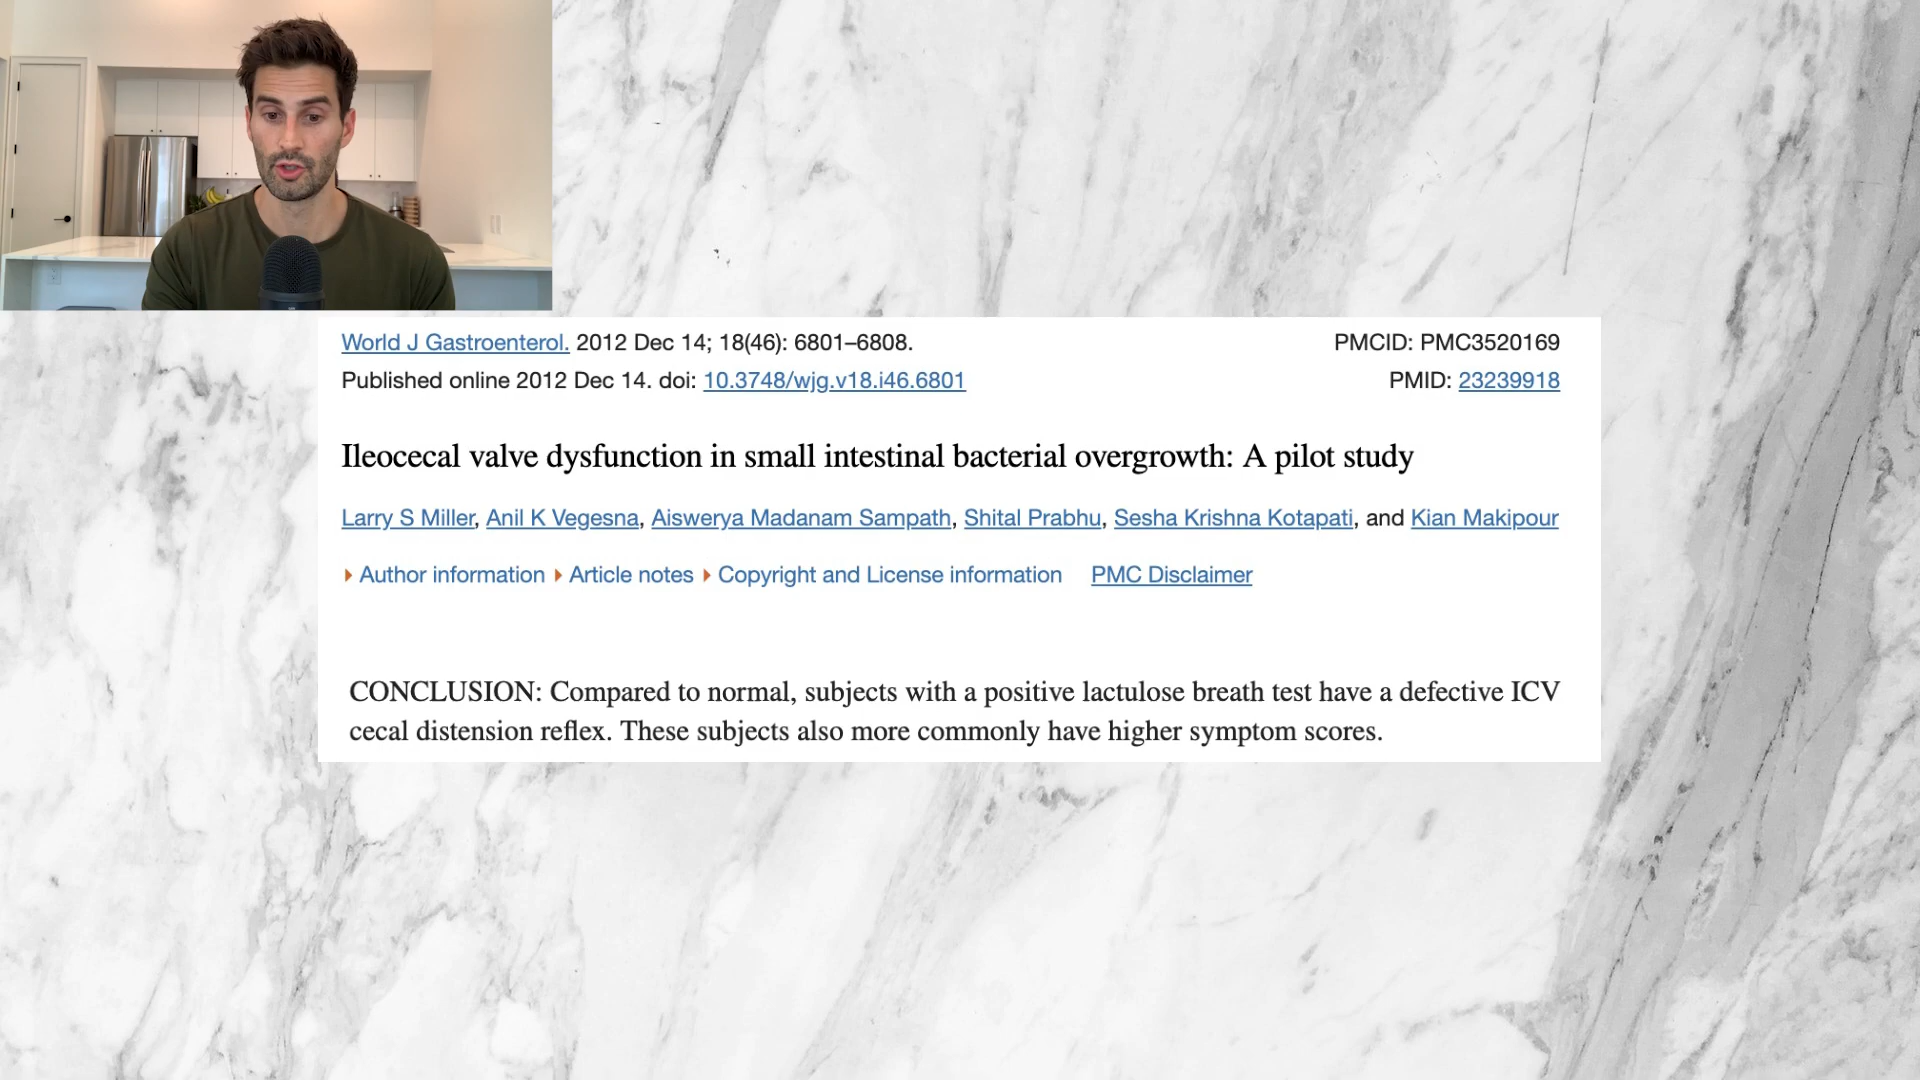 World J Gastroenterol. 2012 Dec 14; 18(46): 6801–6808. PMCID: PMC3520169
Published online 2012 Dec 14. doi: 10.3748/wjg.v18.i46.6801 PMID: 23239918
Ileocecal valve dysfunction in small intestinal bacterial overgrowth: A pilot study
Larry S Miller, Anil K Vegesna, Aiswerya Madanam Sampath, Shital Prabhu, Sesha Krishna Kotapati, and Kian Makipour
Author information Article notes Copyright and License information PMC Disclaimer
CONCLUSION: Compared to normal, subjects with a positive lactulose breath test have a defective ICV
cecal distension reflex. These subjects also more commonly have higher symptom scores.